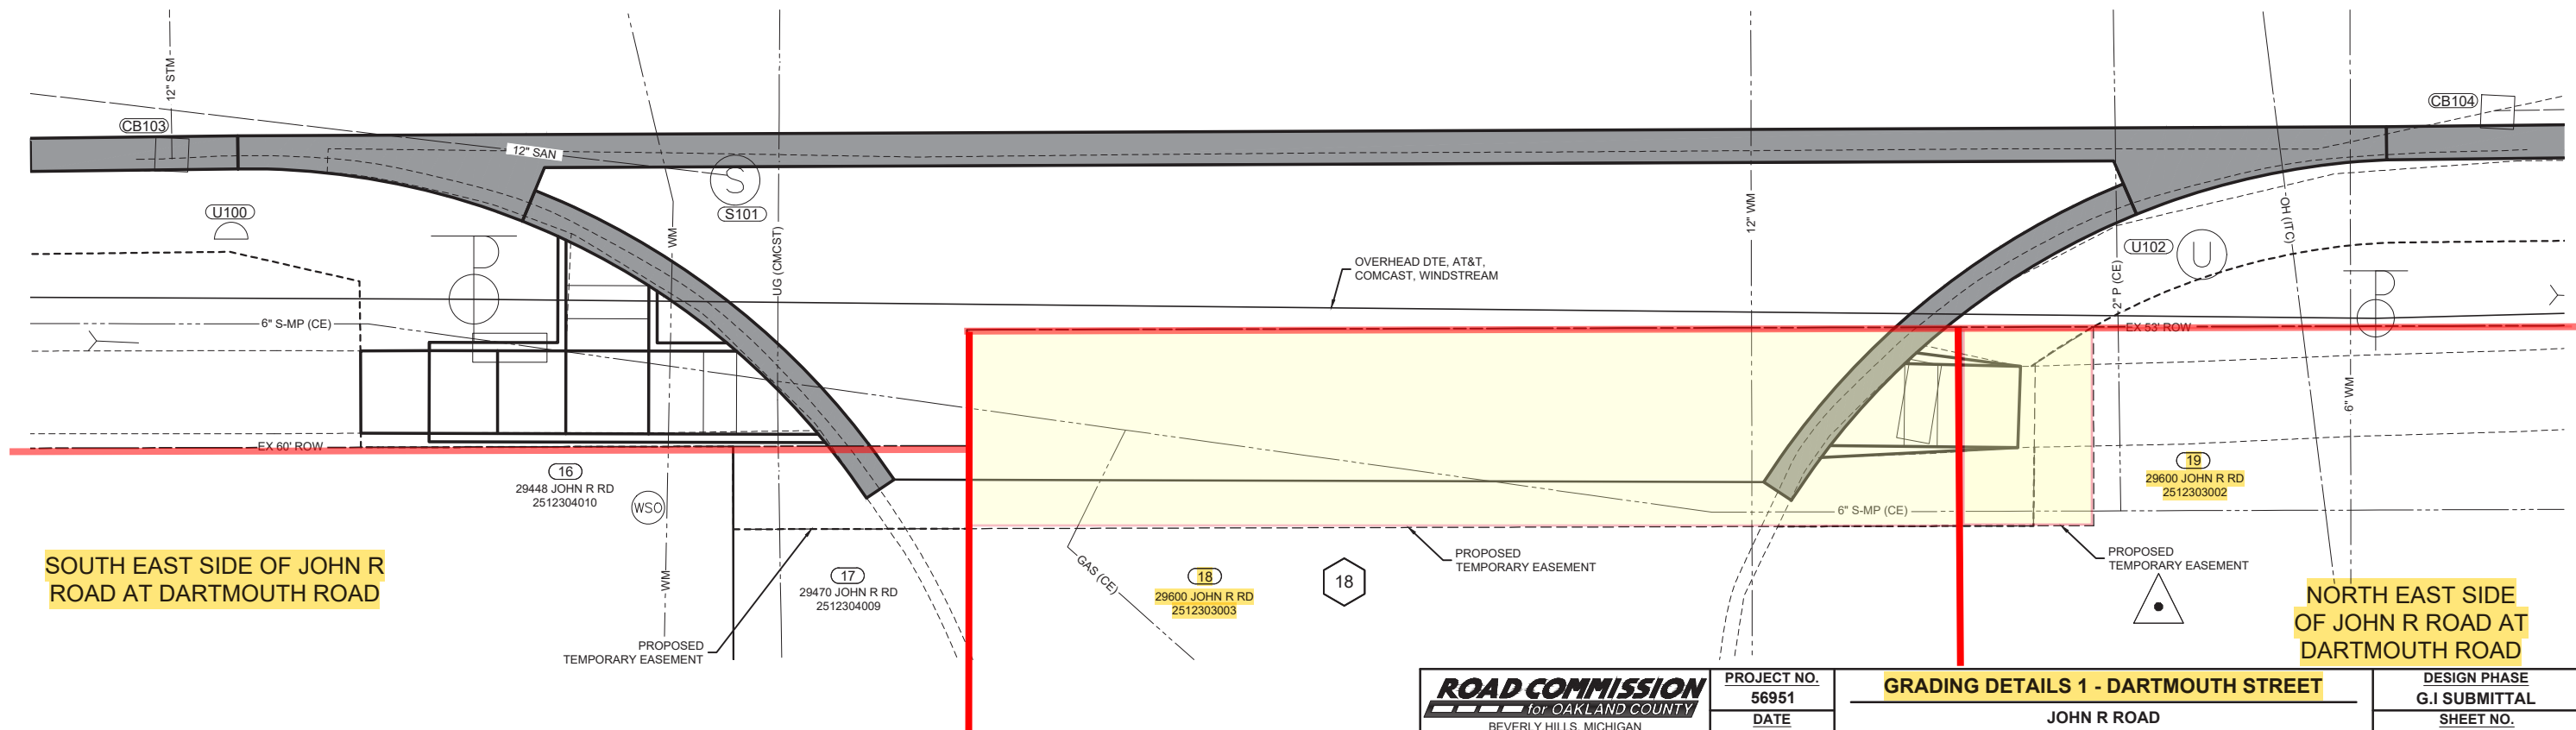 12" STM
CB103
12" SAN
S
S101
U100
P
WM
UG (CMCST)
12" WM
OVERHEAD DTE, AT&T,
COMCAST, WINDSTREAM
CB104
OH (ITC)
U102
U
2" P (CE)
P
6" S-MP (CE)
EX 53' ROW
6" WM
EX 60' ROW
16
29448 JOHN R RD
2512304010
WSO
WM
19
29600 JOHN R RD
2512303002
6" S-MP (CE)
SOUTH EAST SIDE OF JOHN R
ROAD AT DARTMOUTH ROAD
17
29470 JOHN R RD
2512304009
PROPOSED
TEMPORARY EASEMENT
GAS (CE)
18
29600 JOHN R RD
2512303003
18
PROPOSED
TEMPORARY EASEMENT
PROPOSED
TEMPORARY EASEMENT
NORTH EAST SIDE
OF JOHN R ROAD AT
DARTMOUTH ROAD
ROAD COMMISSION
for OAKLAND COUNTY
BEVERLY HILLS, MICHIGAN
PROJECT NO.
56951
DATE
GRADING DETAILS 1 - DARTMOUTH STREET
JOHN R ROAD
DESIGN PHASE
G.I SUBMITTAL
SHEET NO.